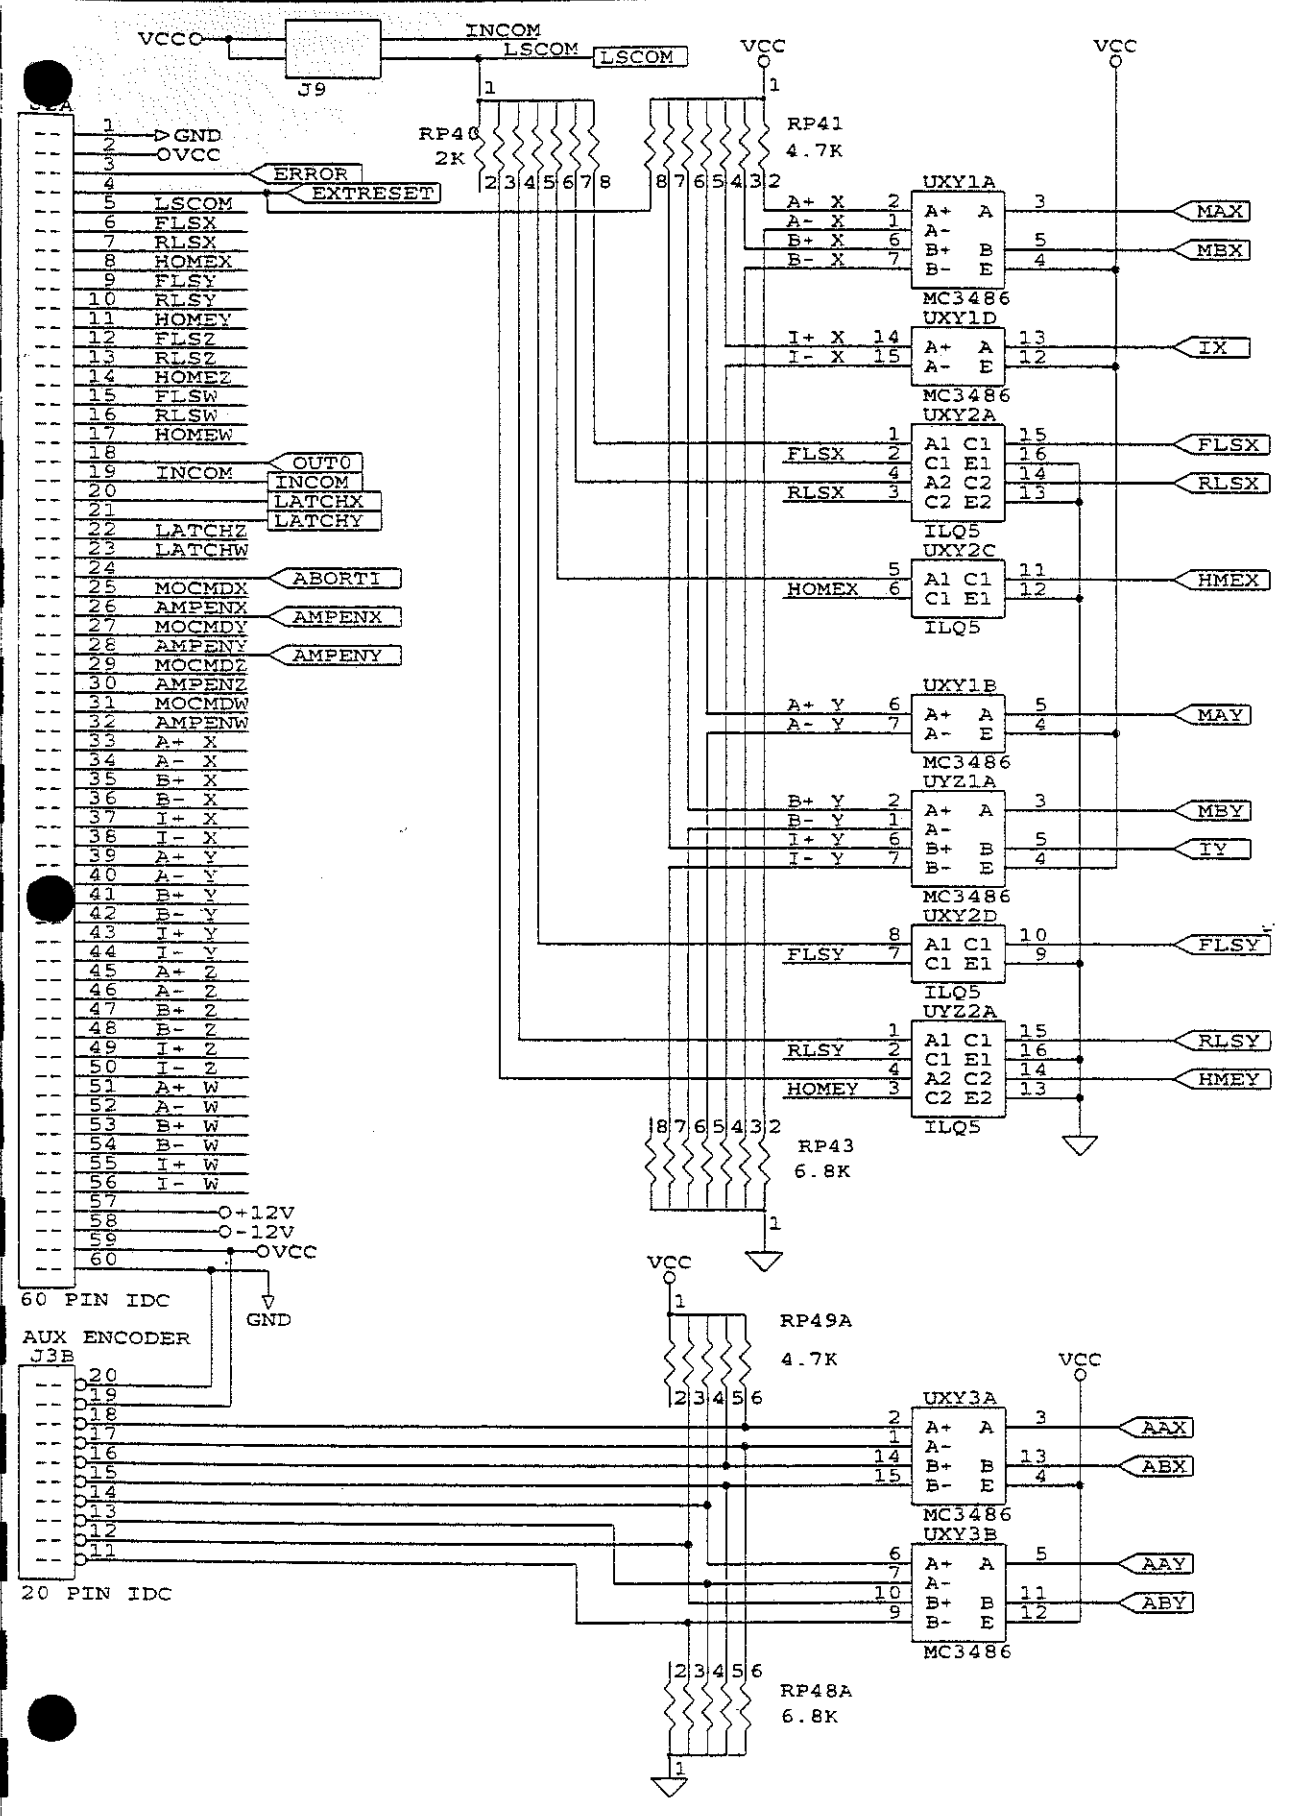 VCC INCOM
LSCOM LSCOM
J9
VCC
VCC
1
1
RP40
2K
RP41
4.7K
2 3 4 5 6 7 8
8 7 6 5 4 3 2
1 GND
2 VCC
3 ERROR
4 EXTRESET
5 LSCOM
6 FLSX
7 RLSX
8 HOMEX
9 FLSY
10 RLSY
11 HOMEY
12 FLSZ
13 RLSZ
14 HOMEZ
15 FLSW
16 RLSW
17 HOMEW
18 OUT0
19 INCOM INCOM
20 LATCHX
21 LATCHY
22 LATCHZ
23 LATCHW
24 ABORTI
25 MOCMDX
26 AMPENX AMPENX
27 MOCMDY
28 AMPENY AMPENY
29 MOCMDZ
30 AMPENZ
31 MOCMDW
32 AMPENW
33 A+ X
34 A- X
35 B+ X
36 B- X
37 I+ X
38 I- X
39 A+ Y
40 A- Y
41 B+ Y
42 B- Y
43 I+ Y
44 I- Y
45 A+ Z
46 A- Z
47 B+ Z
48 B- Z
49 I+ Z
50 I- Z
51 A+ W
52 A- W
53 B+ W
54 B- W
55 I+ W
56 I- W
57 +12V
58 -12V
59 VCC
60
60 PIN IDC
GND
UXY1A
A+ X 2 A+ A 3 MAX
A- X 1 A-
B+ X 6 B+ B 5 MBX
B- X 7 B- E 4
MC3486
UXY1D
I+ X 14 A+ A 13 IX
I- X 15 A- E 12
MC3486
UXY2A
1 A1 C1 15 FLSX
FLSX 2 C1 E1 16
4 A2 C2 14 RLSX
RLSX 3 C2 E2 13
ILQ5
UXY2C
5 A1 C1 11 HMEX
HOMEX 6 C1 E1 12
ILQ5
UXY1B
A+ Y 6 A+ A 5 MAY
A- Y 7 A- E 4
MC3486
UYZ1A
B+ Y 2 A+ A 3 MBY
B- Y 1 A-
I+ Y 6 B+ B 5 IY
I- Y 7 B- E 4
MC3486
UXY2D
8 A1 C1 10 FLSY
FLSY 7 C1 E1 9
ILQ5
UYZ2A
1 A1 C1 15 RLSY
RLSY 2 C1 E1 16
4 A2 C2 14 HMEY
HOMEY 3 C2 E2 13
ILQ5
8 7 6 5 4 3 2
RP43
6.8K
1
VCC
1
RP49A
4.7K
2 3 4 5 6
AUX ENCODER
J3B
20
19
18
17
16
15
14
13
12
11
20 PIN IDC
VCC
UXY3A
2 A+ A 3 AAX
1 A-
14 B+ B 13 ABX
15 B- E 4
MC3486
UXY3B
6 A+ A 5 AAY
7 A-
10 B+ B 11 ABY
9 B- E 12
MC3486
2 3 4 5 6
RP48A
6.8K
1